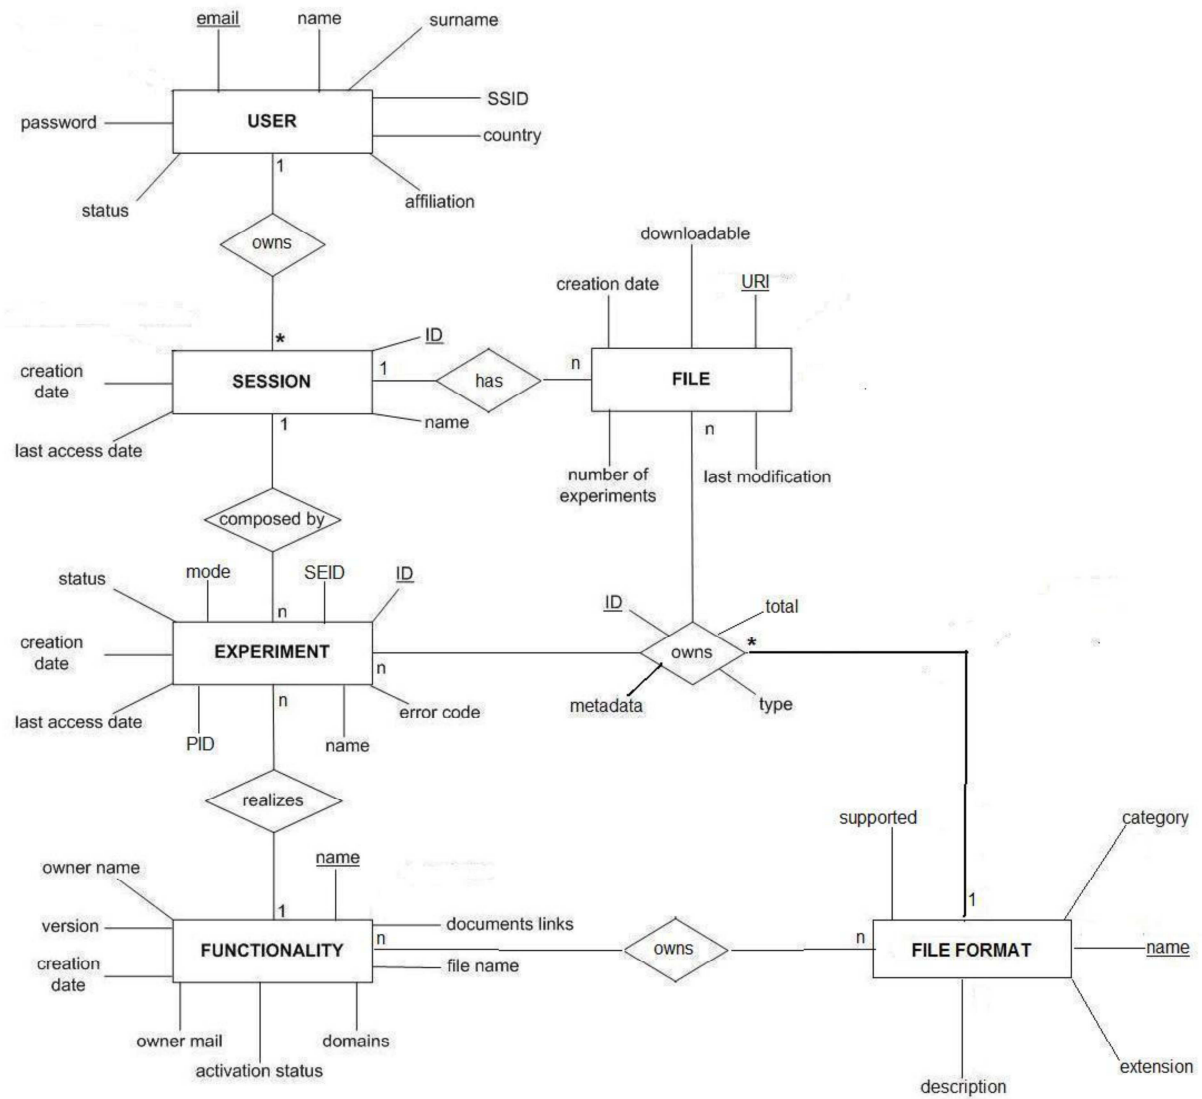 email
name
surname
password
USER
SSID
country
1
status
affiliation
owns
downloadable
creation date
URI
*
ID
creation
date
SESSION
1
has
n
FILE
name
last access date
1
n
number of
experiments
last modification
composed by
status
mode
SEID
ID
n
creation
date
EXPERIMENT
n
ID
total
owns
*
metadata
type
last access date
n
error code
PID
name
realizes
supported
category
owner name
name
version
1
documents links
1
creation
date
FUNCTIONALITY
n
file name
owns
n
FILE FORMAT
name
owner mail
domains
activation status
extension
description